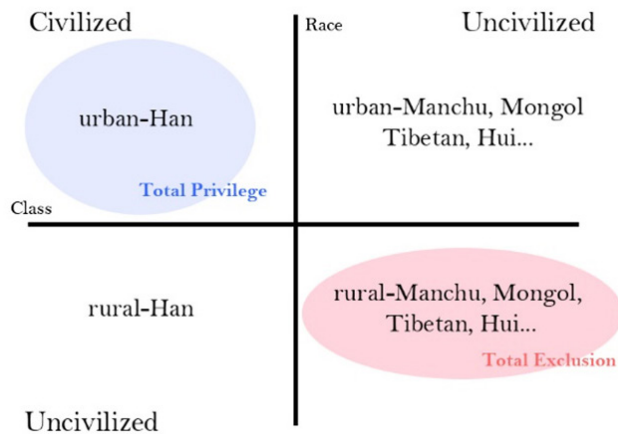 Civilized
Race
Uncivilized
urban-Han
urban-Manchu, Mongol
Tibetan, Hui...
Total Privilege
Class
rural-Han
rural-Manchu, Mongol,
Tibetan, Hui...
Total Exclusion
Uncivilized